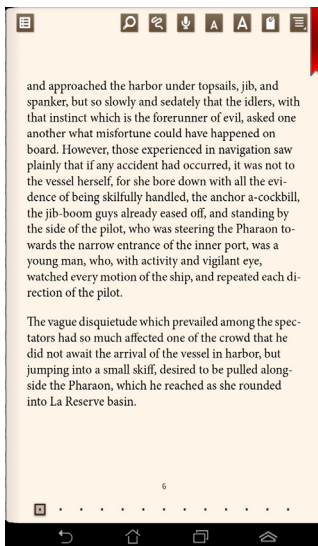 A
A
and approached the harbor under topsails, jib, and
spanker, but so slowly and sedately that the idlers, with
that instinct which is the forerunner of evil, asked one
another what misfortune could have happened on
board. However, those experienced in navigation saw
plainly that if any accident had occurred, it was not to
the vessel herself, for she bore down with all the evi-
dence of being skilfully handled, the anchor a-cockbill,
the jib-boom guys already eased off, and standing by
the side of the pilot, who was steering the Pharaon to-
wards the narrow entrance of the inner port, was a
young man, who, with activity and vigilant eye,
watched every motion of the ship, and repeated each di-
rection of the pilot.
The vague disquietude which prevailed among the spec-
tators had so much affected one of the crowd that he
did not await the arrival of the vessel in harbor, but
jumping into a small skiff, desired to be pulled along-
side the Pharaon, which he reached as she rounded
into La Reserve basin.
6